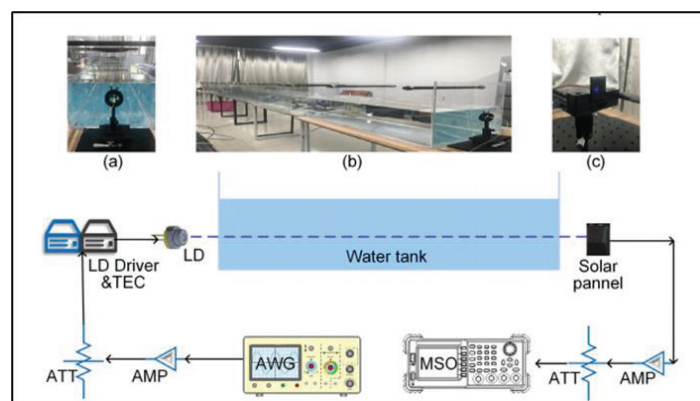 (a)
(b)
(c)
LD Driver
&TEC
LD
Water tank
Solar
pannel
ATT
AMP
AWG
MSO
ATT
AMP